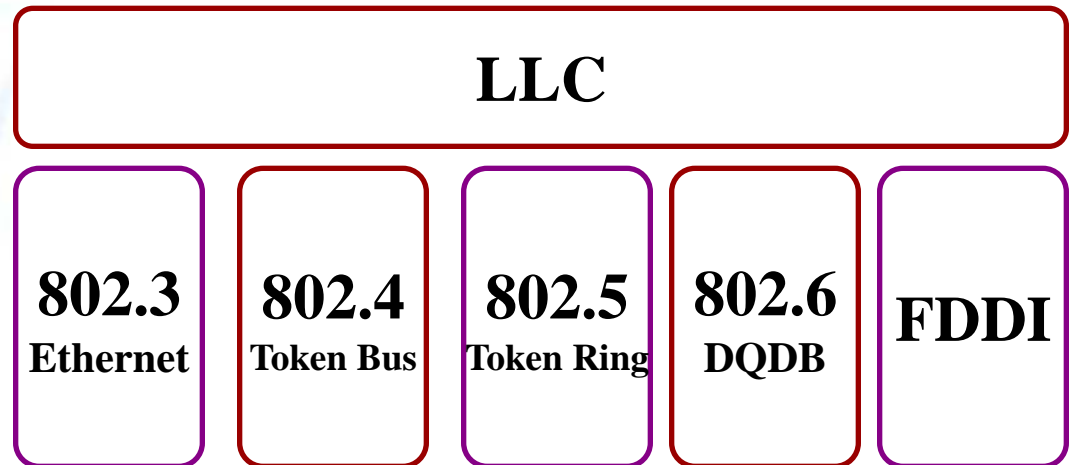 LLC
802.3
Ethernet
802.4
Token Bus
802.5
Token Ring
802.6
DQDB
FDDI